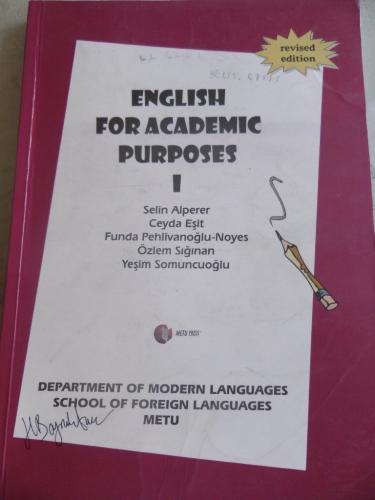 revised
edition
ENGLISH
FOR ACADEMIC
PURPOSES
I
Selin Alperer
Ceyda Eşit
Funda Pehlivanoğlu-Noyes
Özlem Sığınan
Yeşim Somuncuoğlu
METU PRESS
DEPARTMENT OF MODERN LANGUAGES
SCHOOL OF FOREIGN LANGUAGES
METU